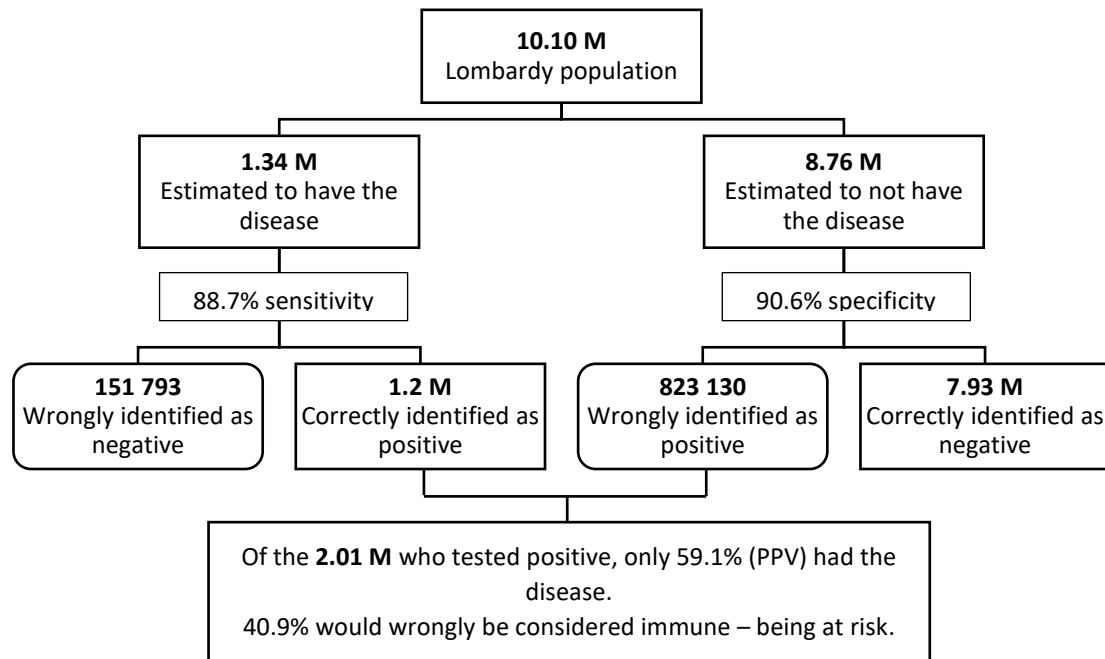 10.10 M
Lombardy population
1.34 M
Estimated to have the
disease
8.76 M
Estimated to not have
the disease
88.7% sensitivity
90.6% specificity
151 793
Wrongly identified as
negative
1.2 M
Correctly identified as
positive
823 130
Wrongly identified as
positive
7.93 M
Correctly identified as
negative
Of the 2.01 M who tested positive, only 59.1% (PPV) had the
disease.
40.9% would wrongly be considered immune – being at risk.